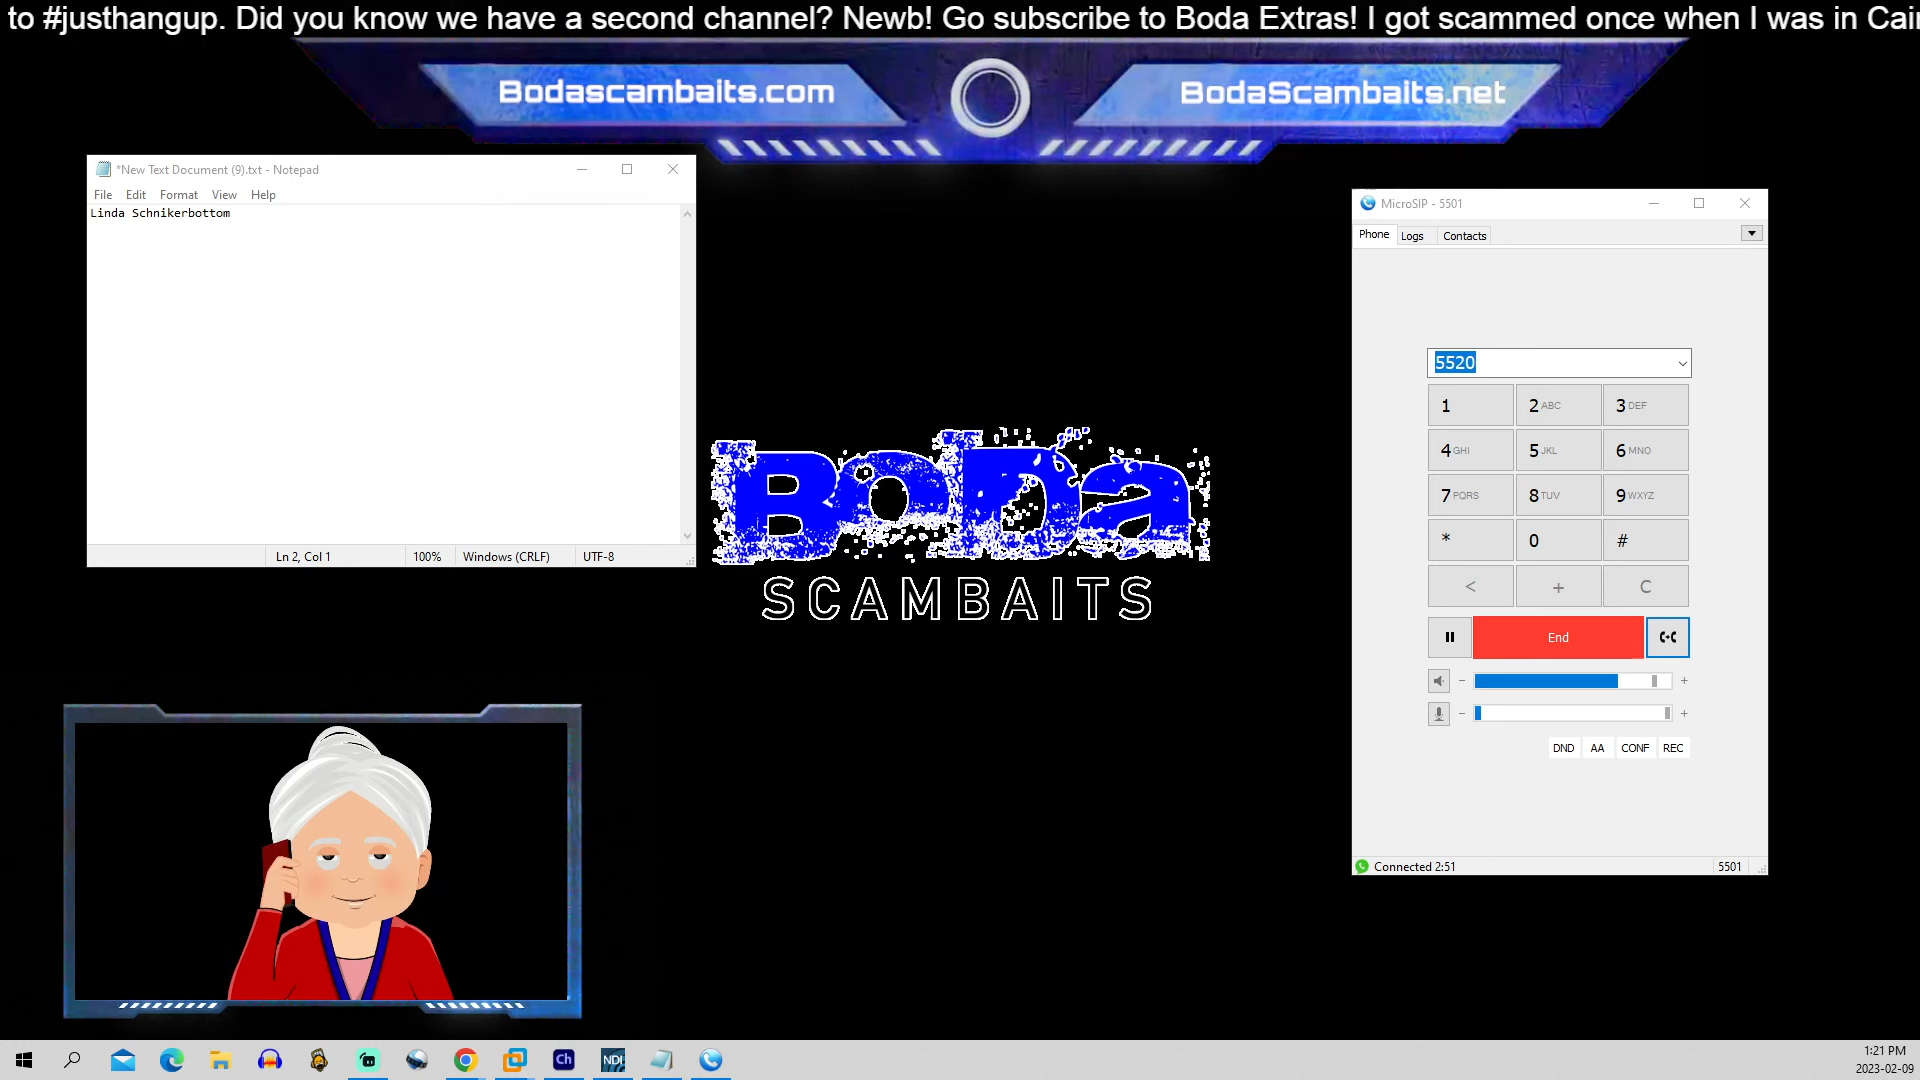 to #justhangup. Did you know we have a second channel? Newb! Go subscribe to Boda Extras! I got scammed once when I was in Cair
Bodascambaits.com
BodaScambaits.net
*New Text Document (9).txt - Notepad
File Edit Format View Help
Linda Schnikerbottom
Ln 2, Col 1 100% Windows (CRLF) UTF-8
BoDa
SCAMBAITS
MicroSIP - 5501
Phone Logs Contacts
5520
1 2 ABC 3 DEF
4 GHI 5 JKL 6 MNO
7 PQRS 8 TUV 9 WXYZ
* 0 #
< + C
End
- +
- +
DND AA CONF REC
Connected 2:51 5501
Ch NDI
1:21 PM
2023-02-09